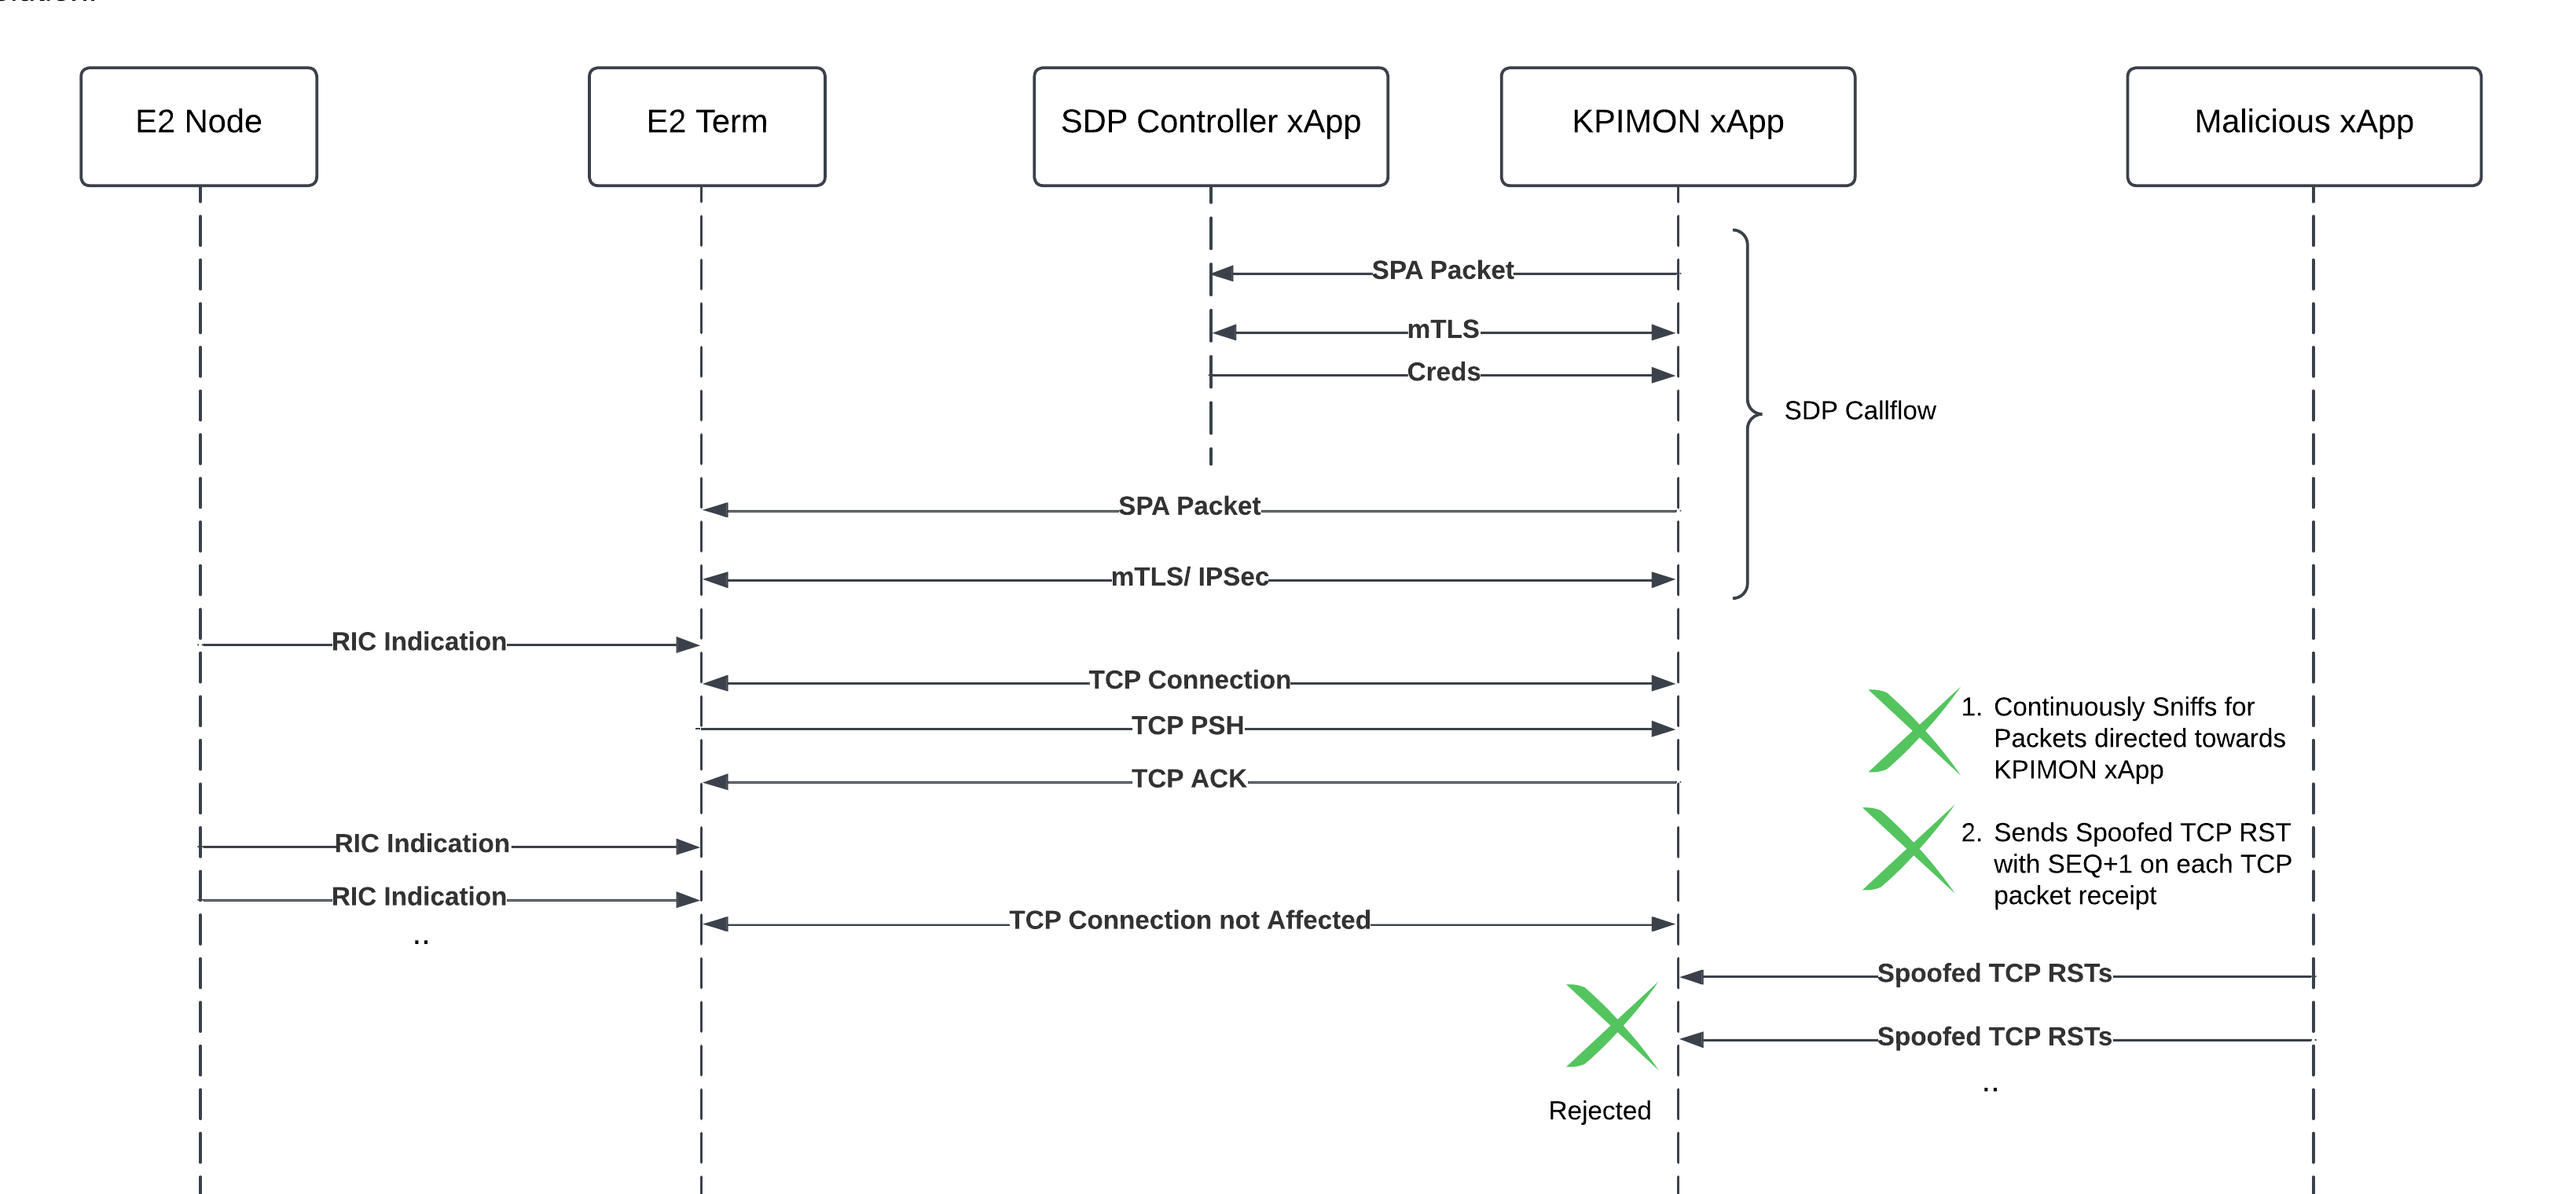 E2 Node
E2 Term
SDP Controller xApp
KPIMON xApp
Malicious xApp
SPA Packet
mTLS
Creds
SDP Callflow
SPA Packet
mTLS/ IPSec
RIC Indication
TCP Connection
TCP PSH
TCP ACK
1. Continuously Sniffs for
Packets directed towards
KPIMON xApp
2. Sends Spoofed TCP RST
with SEQ+1 on each TCP
packet receipt
RIC Indication
RIC Indication
..
TCP Connection not Affected
Spoofed TCP RSTs
Spoofed TCP RSTs
..
Rejected